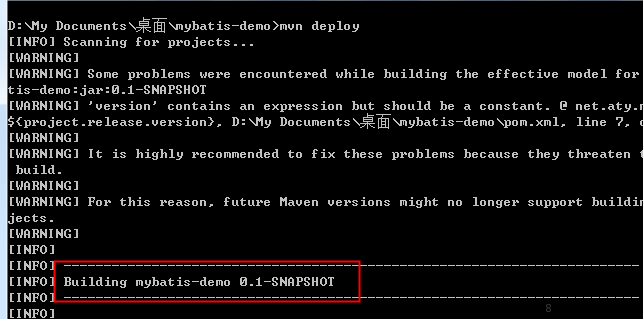 D:\My Documents\桌面\mybatis-demo>mvn deploy
[INFO] Scanning for projects...
[WARNING]
[WARNING] Some problems were encountered while building the effective model for
tis-demo:jar:0.1-SNAPSHOT
[WARNING] 'version' contains an expression but should be a constant. @ net.aty.
${project.release.version}, D:\My Documents\桌面\mybatis-demo\pom.xml, line 7,
[WARNING]
[WARNING] It is highly recommended to fix these problems because they threaten t
 build.
[WARNING]
[WARNING] For this reason, future Maven versions might no longer support buildin
jects.
[WARNING]
[INFO]
[INFO] ------------------------------------------------------------------------
[INFO] Building mybatis-demo 0.1-SNAPSHOT
[INFO] ------------------------------------------------------------------------
[INFO]
8